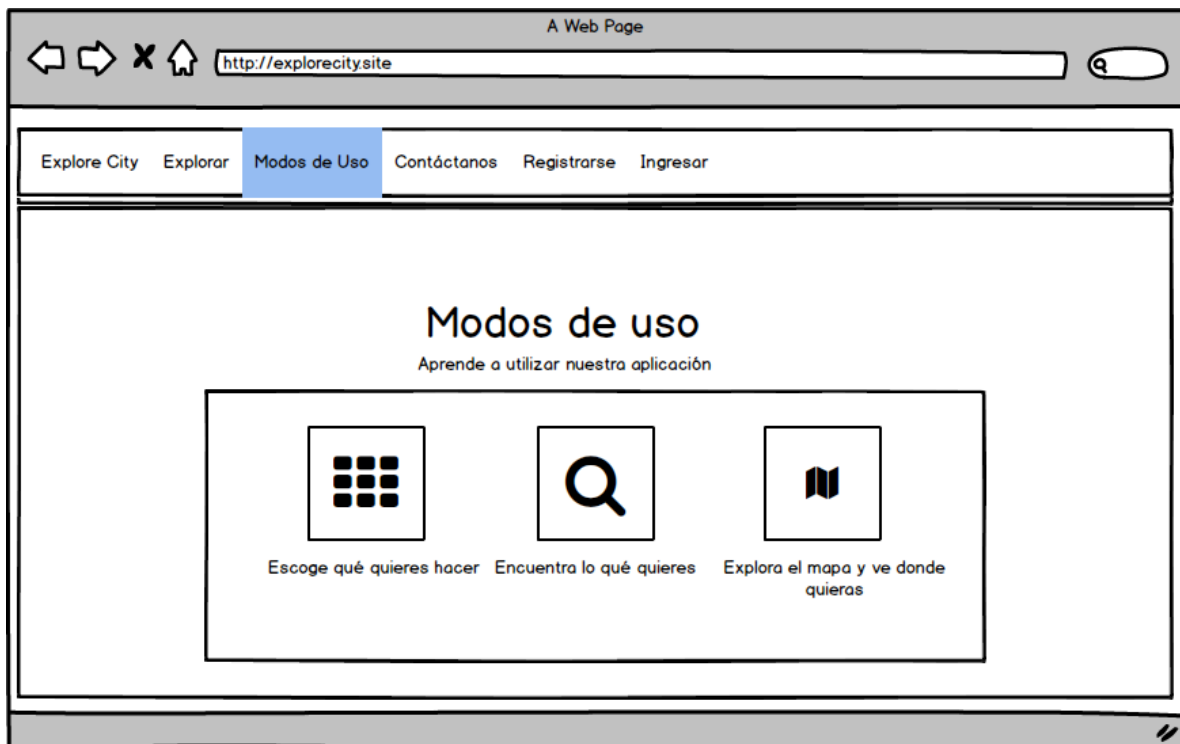 A Web Page
http://explorecity.site
Explore City Explorar Modos de Uso Contáctanos Registrarse Ingresar
Modos de uso
Aprende a utilizar nuestra aplicación
Escoge qué quieres hacer
Encuentra lo qué quieres
Explora el mapa y ve donde
quieras